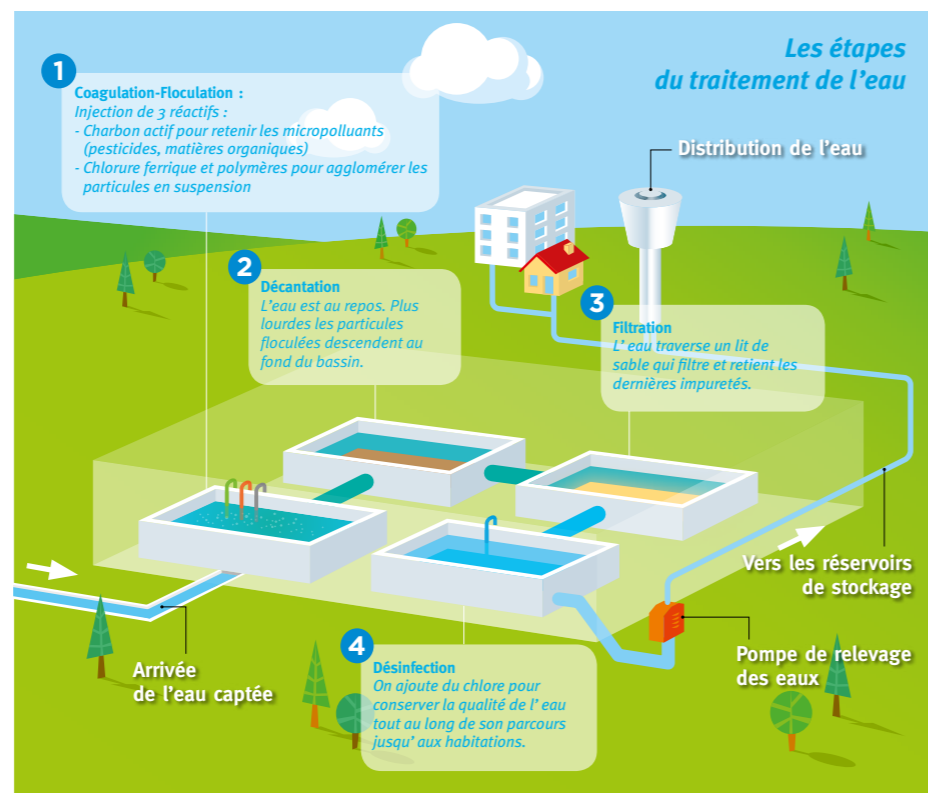 Les étapes
du traitement de l'eau
1
Coagulation-Floculation :
Injection de 3 réactifs :
- Charbon actif pour retenir les micropolluants
(pesticides, matières organiques)
- Chlorure ferrique et polymères pour agglomérer les
particules en suspension
Distribution de l'eau
2
Décantation
L'eau est au repos. Plus
lourdes les particules
floculées descendent au
fond du bassin.
3
Filtration
L' eau traverse un lit de
sable qui filtre et retient les
dernières impuretés.
Vers les réservoirs
de stockage
Arrivée
de l'eau captée
4
Désinfection
On ajoute du chlore pour
conserver la qualité de l' eau
tout au long de son parcours
jusqu' aux habitations.
Pompe de relevage
des eaux